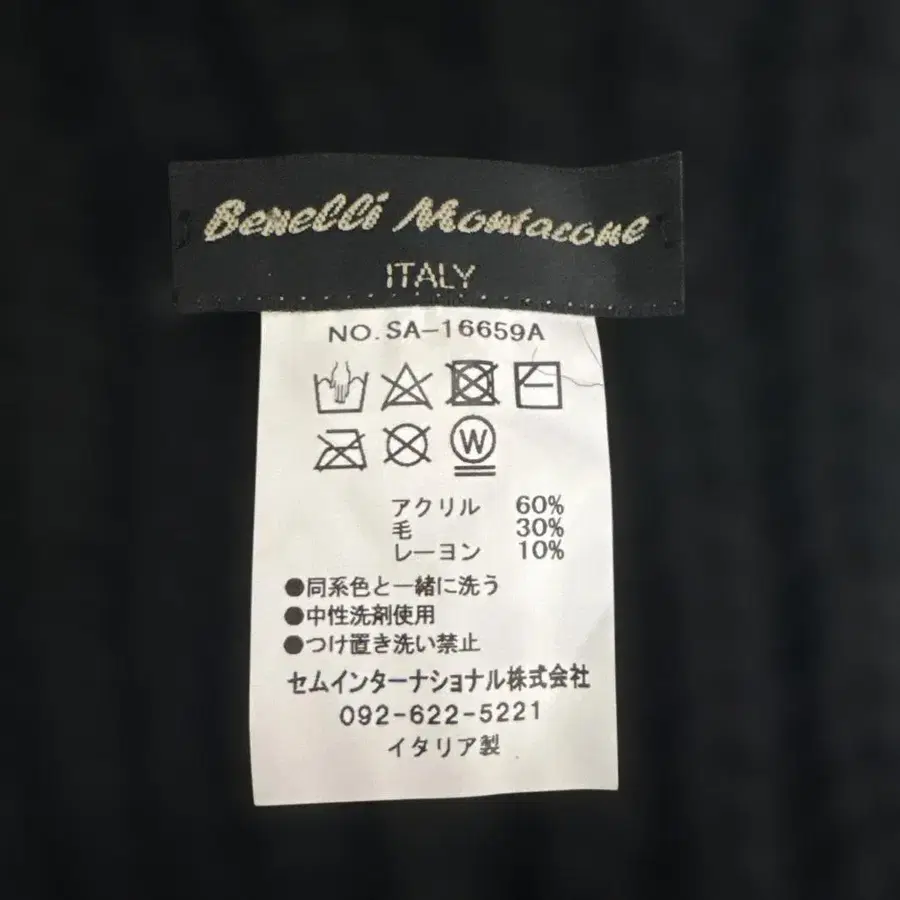 Benelli Montacone
ITALY
NO.SA-16659A
W
アクリル 60%
毛 30%
レーヨン 10%
●同系色と一緒に洗う
●中性洗剤使用
●つけ置き洗い禁止
セムインターナショナル株式会社
092-622-5221
イタリア製